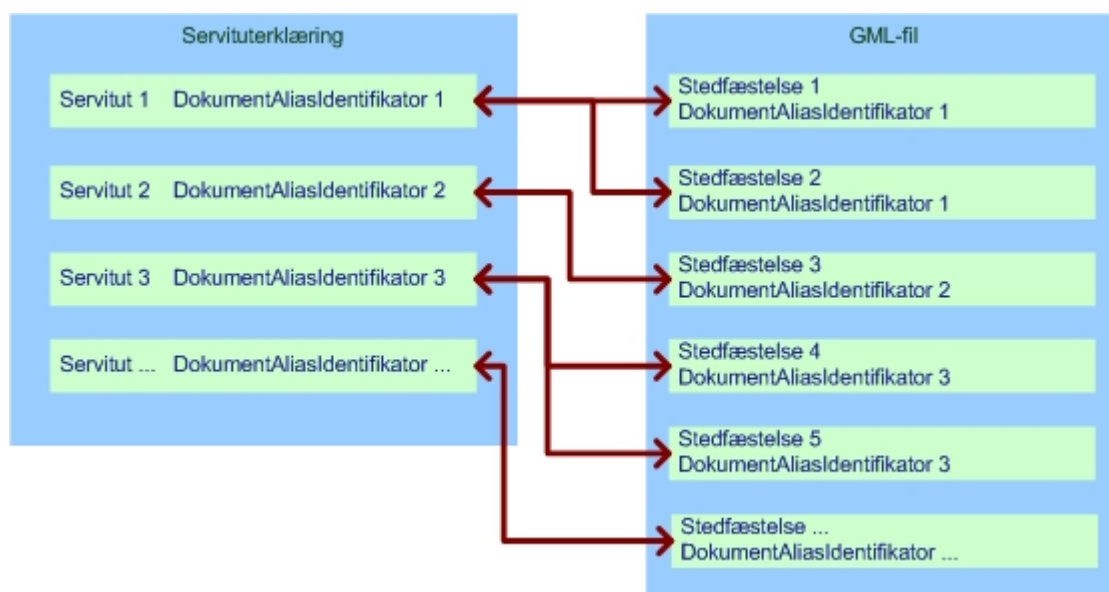 Servituterklæring
Servitut 1 DokumentAliasIdentifikator 1
Servitut 2 DokumentAliasIdentifikator 2
Servitut 3 DokumentAliasIdentifikator 3
Servitut ... DokumentAliasIdentifikator ...
GML-fil
Stedfæstelse 1
DokumentAliasIdentifikator 1
Stedfæstelse 2
DokumentAliasIdentifikator 1
Stedfæstelse 3
DokumentAliasIdentifikator 2
Stedfæstelse 4
DokumentAliasIdentifikator 3
Stedfæstelse 5
DokumentAliasIdentifikator 3
Stedfæstelse ...
DokumentAliasIdentifikator ...